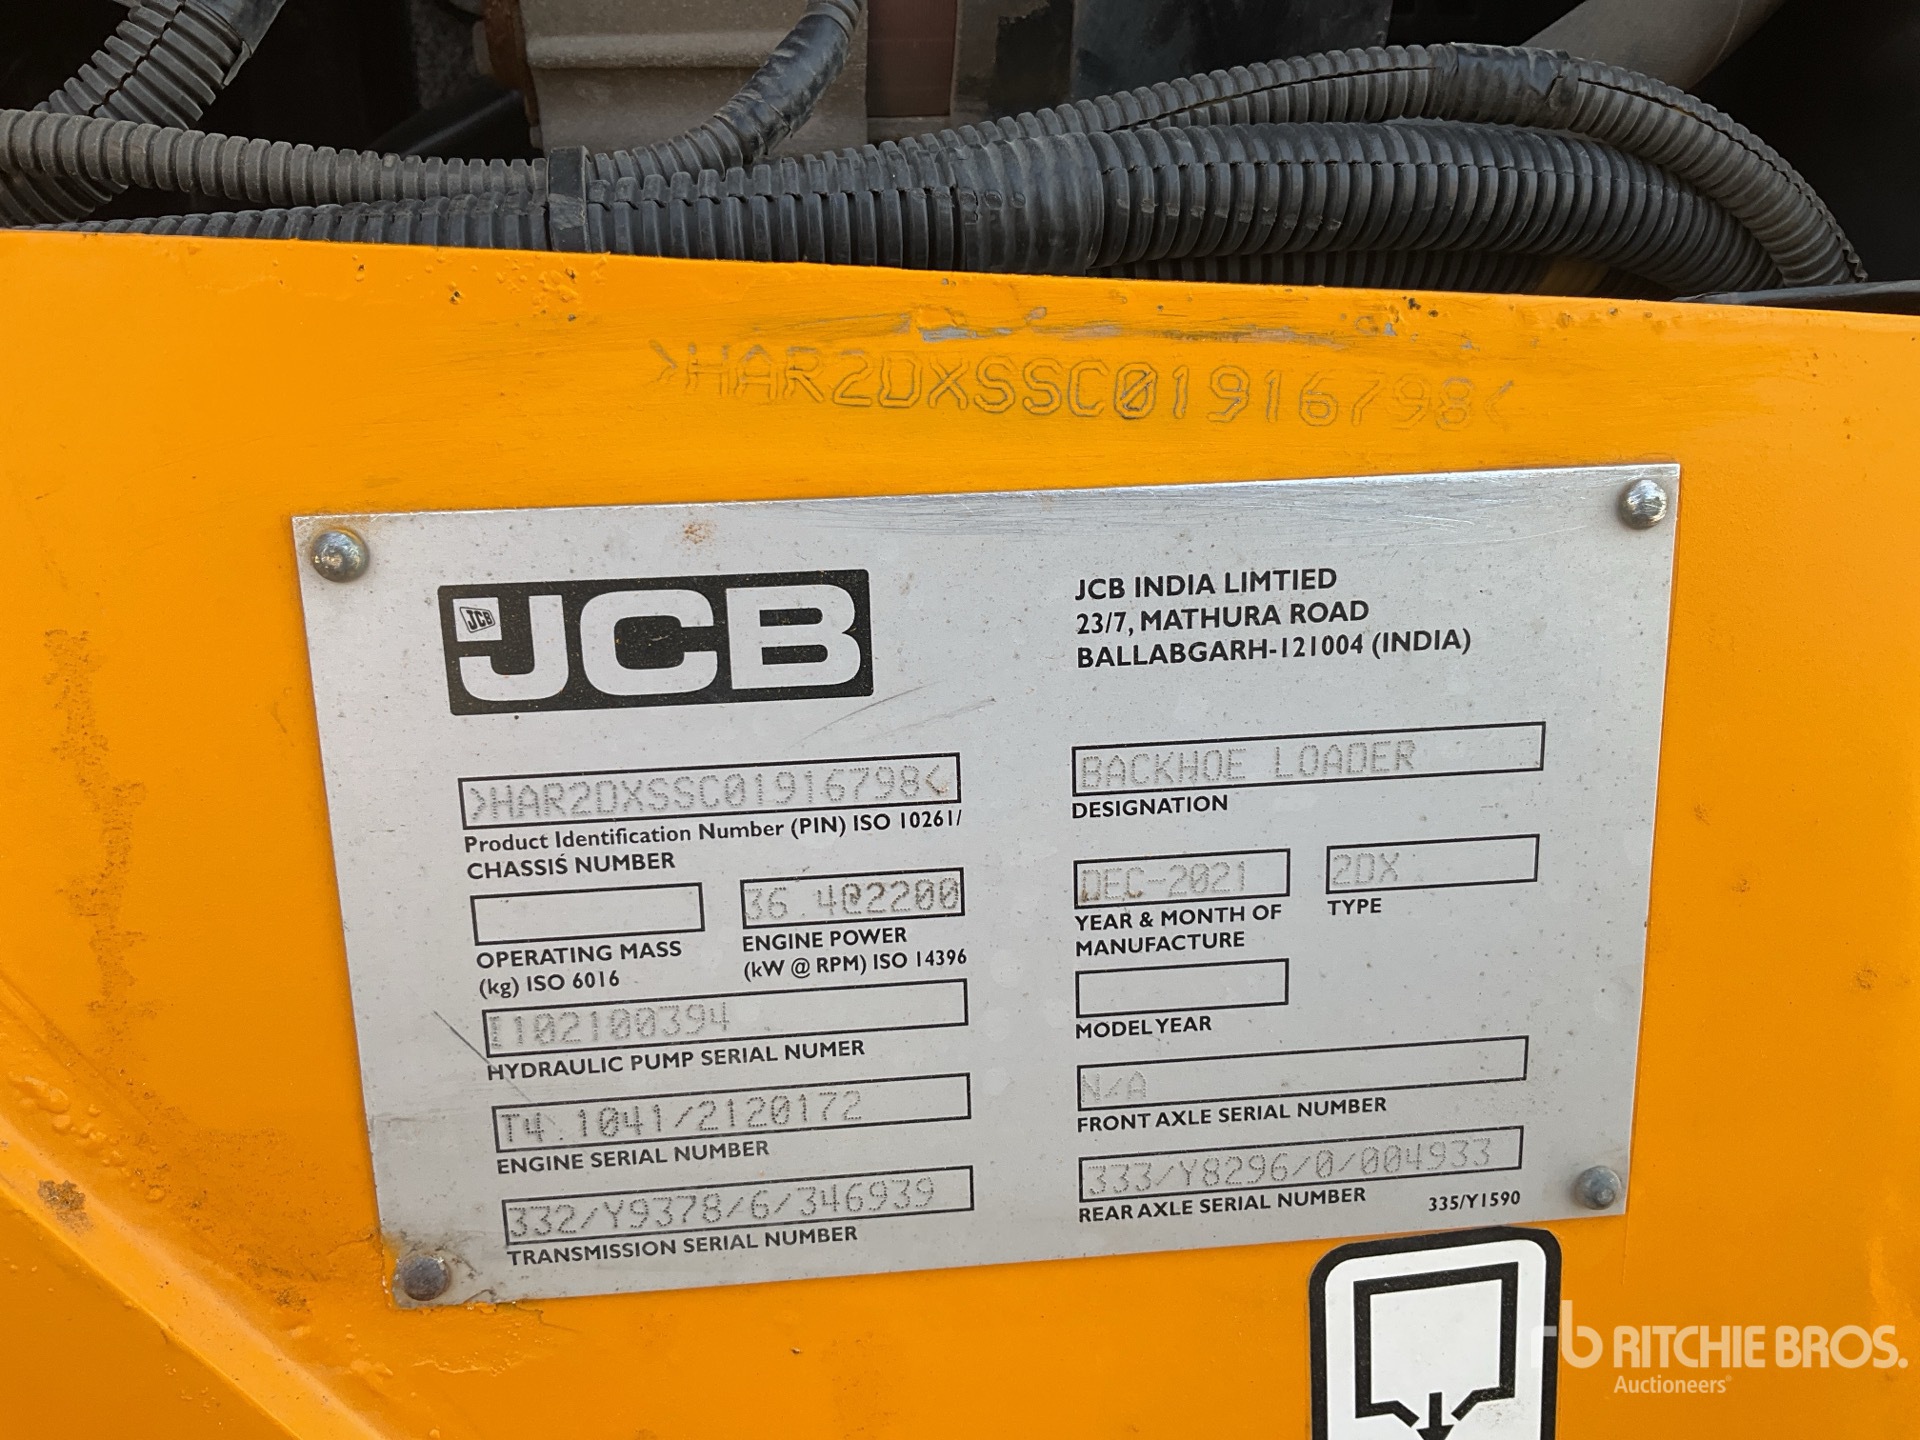 >HAR2DXSSC01916798<
JCB
JCB
JCB INDIA LIMTIED
23/7, MATHURA ROAD
BALLABGARH-121004 (INDIA)
>HAR2DXSSC01916798<
Product Identification Number (PIN) ISO 10261/
CHASSIS NUMBER
OPERATING MASS
(kg) ISO 6016
36.4@2200
ENGINE POWER
(kW @ RPM) ISO 14396
I102100394
HYDRAULIC PUMP SERIAL NUMER
T4.1041/2120172
ENGINE SERIAL NUMBER
332/Y9378/6/346939
TRANSMISSION SERIAL NUMBER
BACKHOE LOADER
DESIGNATION
DEC-2021
YEAR & MONTH OF
MANUFACTURE
2DX
TYPE
MODEL YEAR
N/A
FRONT AXLE SERIAL NUMBER
333/Y8296/0/004933
REAR AXLE SERIAL NUMBER
335/Y1590
rb RITCHIE BROS.
Auctioneers